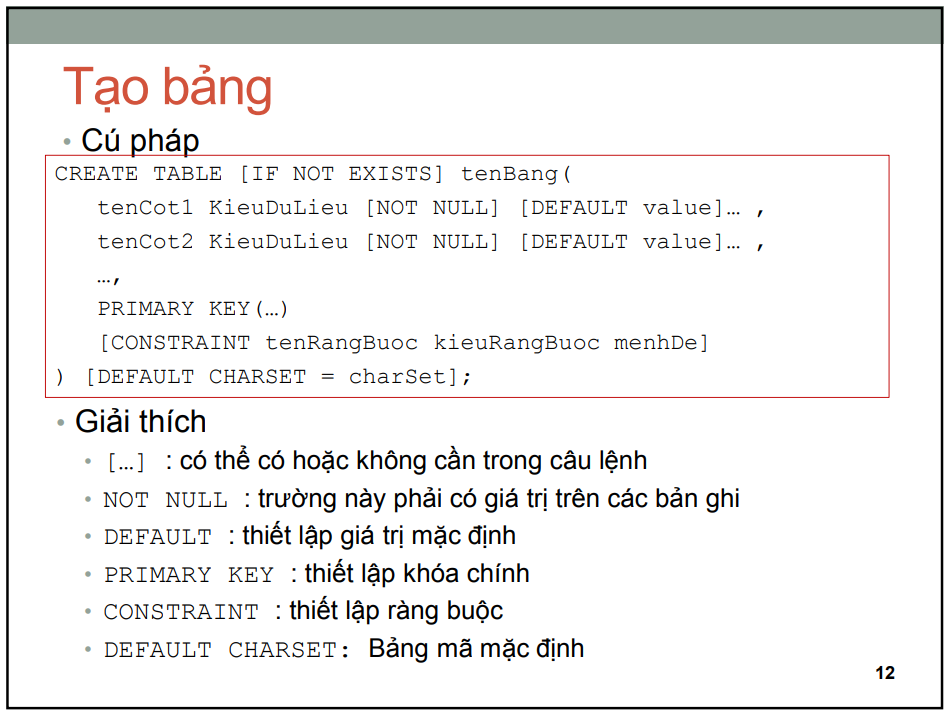 Tạo bảng
• Cú pháp
CREATE TABLE [IF NOT EXISTS] tenBang(
tenCot1 KieuDuLieu [NOT NULL] [DEFAULT value]… ,
tenCot2 KieuDuLieu [NOT NULL] [DEFAULT value]… ,
…,
PRIMARY KEY(…)
[CONSTRAINT tenRangBuoc kieuRangBuoc menhDe]
) [DEFAULT CHARSET = charSet];
• Giải thích
• […] : có thể có hoặc không cần trong câu lệnh
• NOT NULL : trường này phải có giá trị trên các bản ghi
• DEFAULT : thiết lập giá trị mặc định
• PRIMARY KEY : thiết lập khóa chính
• CONSTRAINT : thiết lập ràng buộc
• DEFAULT CHARSET: Bảng mã mặc định
12